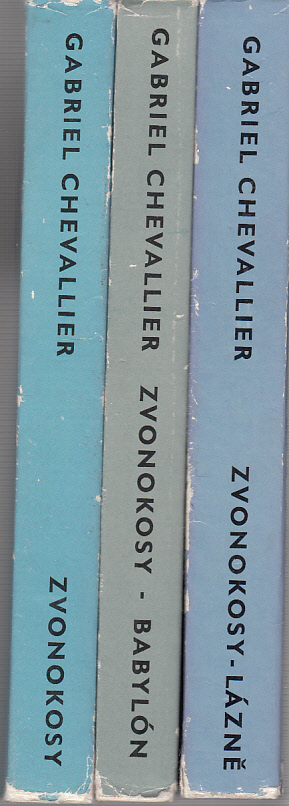 GABRIEL CHEVALLIER ZVONOKOSY
GABRIEL CHEVALLIER ZVONOKOSY - BABYLÓN
GABRIEL CHEVALLIER ZVONOKOSY-LÁZNĚ